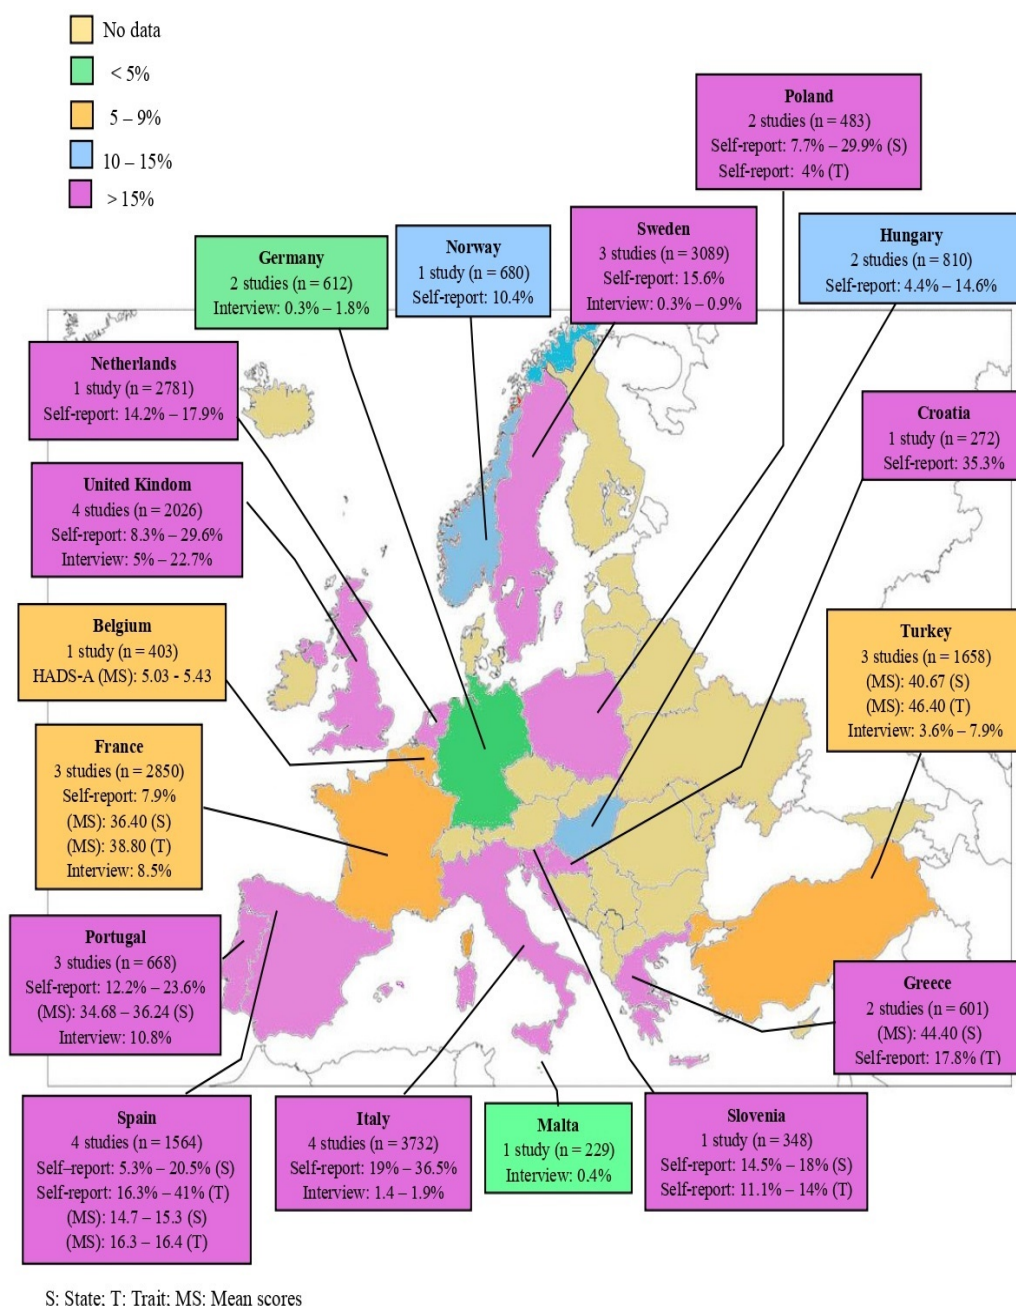 No data
< 5%
5 – 9%
10 – 15%
> 15%
Poland
2 studies (n = 483)
Self-report: 7.7% – 29.9% (S)
Self-report: 4% (T)
Germany
2 studies (n = 612)
Interview: 0.3% – 1.8%
Norway
1 study (n = 680)
Self-report: 10.4%
Sweden
3 studies (n = 3089)
Self-report: 15.6%
Interview: 0.3% – 0.9%
Hungary
2 studies (n = 810)
Self-report: 4.4% – 14.6%
Netherlands
1 study (n = 2781)
Self-report: 14.2% – 17.9%
Croatia
1 study (n = 272)
Self-report: 35.3%
United Kindom
4 studies (n = 2026)
Self-report: 8.3% – 29.6%
Interview: 5% – 22.7%
Belgium
1 study (n = 403)
HADS-A (MS): 5.03 - 5.43
Turkey
3 studies (n = 1658)
(MS): 40.67 (S)
(MS): 46.40 (T)
Interview: 3.6% – 7.9%
France
3 studies (n = 2850)
Self-report: 7.9%
(MS): 36.40 (S)
(MS): 38.80 (T)
Interview: 8.5%
Portugal
3 studies (n = 668)
Self-report: 12.2% – 23.6%
(MS): 34.68 – 36.24 (S)
Interview: 10.8%
Greece
2 studies (n = 601)
(MS): 44.40 (S)
Self-report: 17.8% (T)
Spain
4 studies (n = 1564)
Self–report: 5.3% – 20.5% (S)
Self-report: 16.3% – 41% (T)
(MS): 14.7 – 15.3 (S)
(MS): 16.3 – 16.4 (T)
Italy
4 studies (n = 3732)
Self-report: 19% – 36.5%
Interview: 1.4 – 1.9%
Malta
1 study (n = 229)
Interview: 0.4%
Slovenia
1 study (n = 348)
Self-report: 14.5% – 18% (S)
Self-report: 11.1% – 14% (T)
S: State; T: Trait; MS: Mean scores